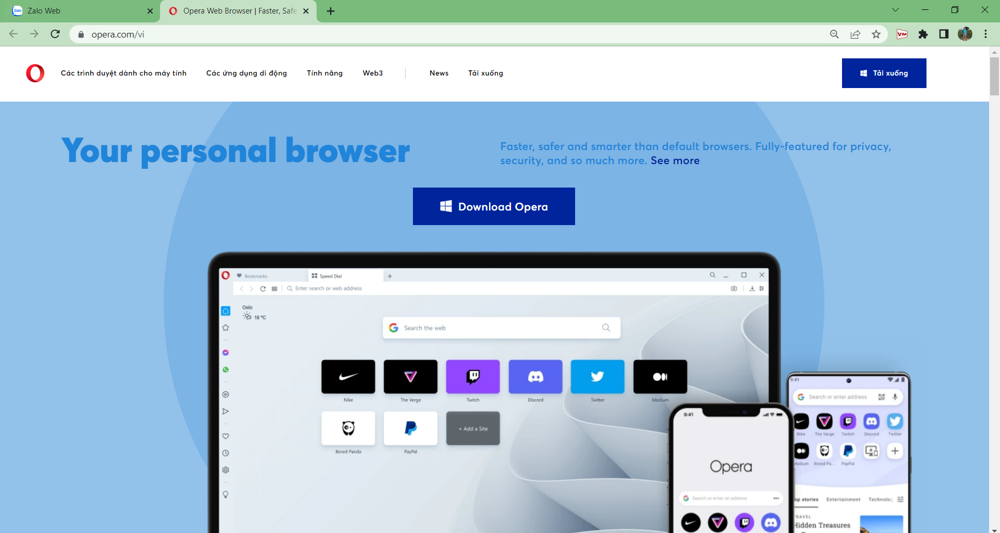 Zalo Web
Opera Web Browser | Faster, Safe
opera.com/vi
VM
Các trình duyệt dành cho máy tính
Các ứng dụng di động
Tính năng
Web3
News
Tải xuống
Tải xuống
Your personal browser
Faster, safer and smarter than default browsers. Fully-featured for privacy,
security, and so much more. See more
Download Opera
Bookmarks
Speed Dial
Enter search or web address
Oslo
18 °C
Search the web
Nike
The Verge
Twitch
Discord
Twitter
Medium
Bored Panda
PayPal
+ Add a Site
9:41
Opera
Search or enter an address
9:41
Search or enter address
Nike
The Verge
Twitch
Discord
Twitter
Medium
Bored Pa...
PayPal
op stories
Entertainment
Technolog
RAVEL
Hidden Treasures